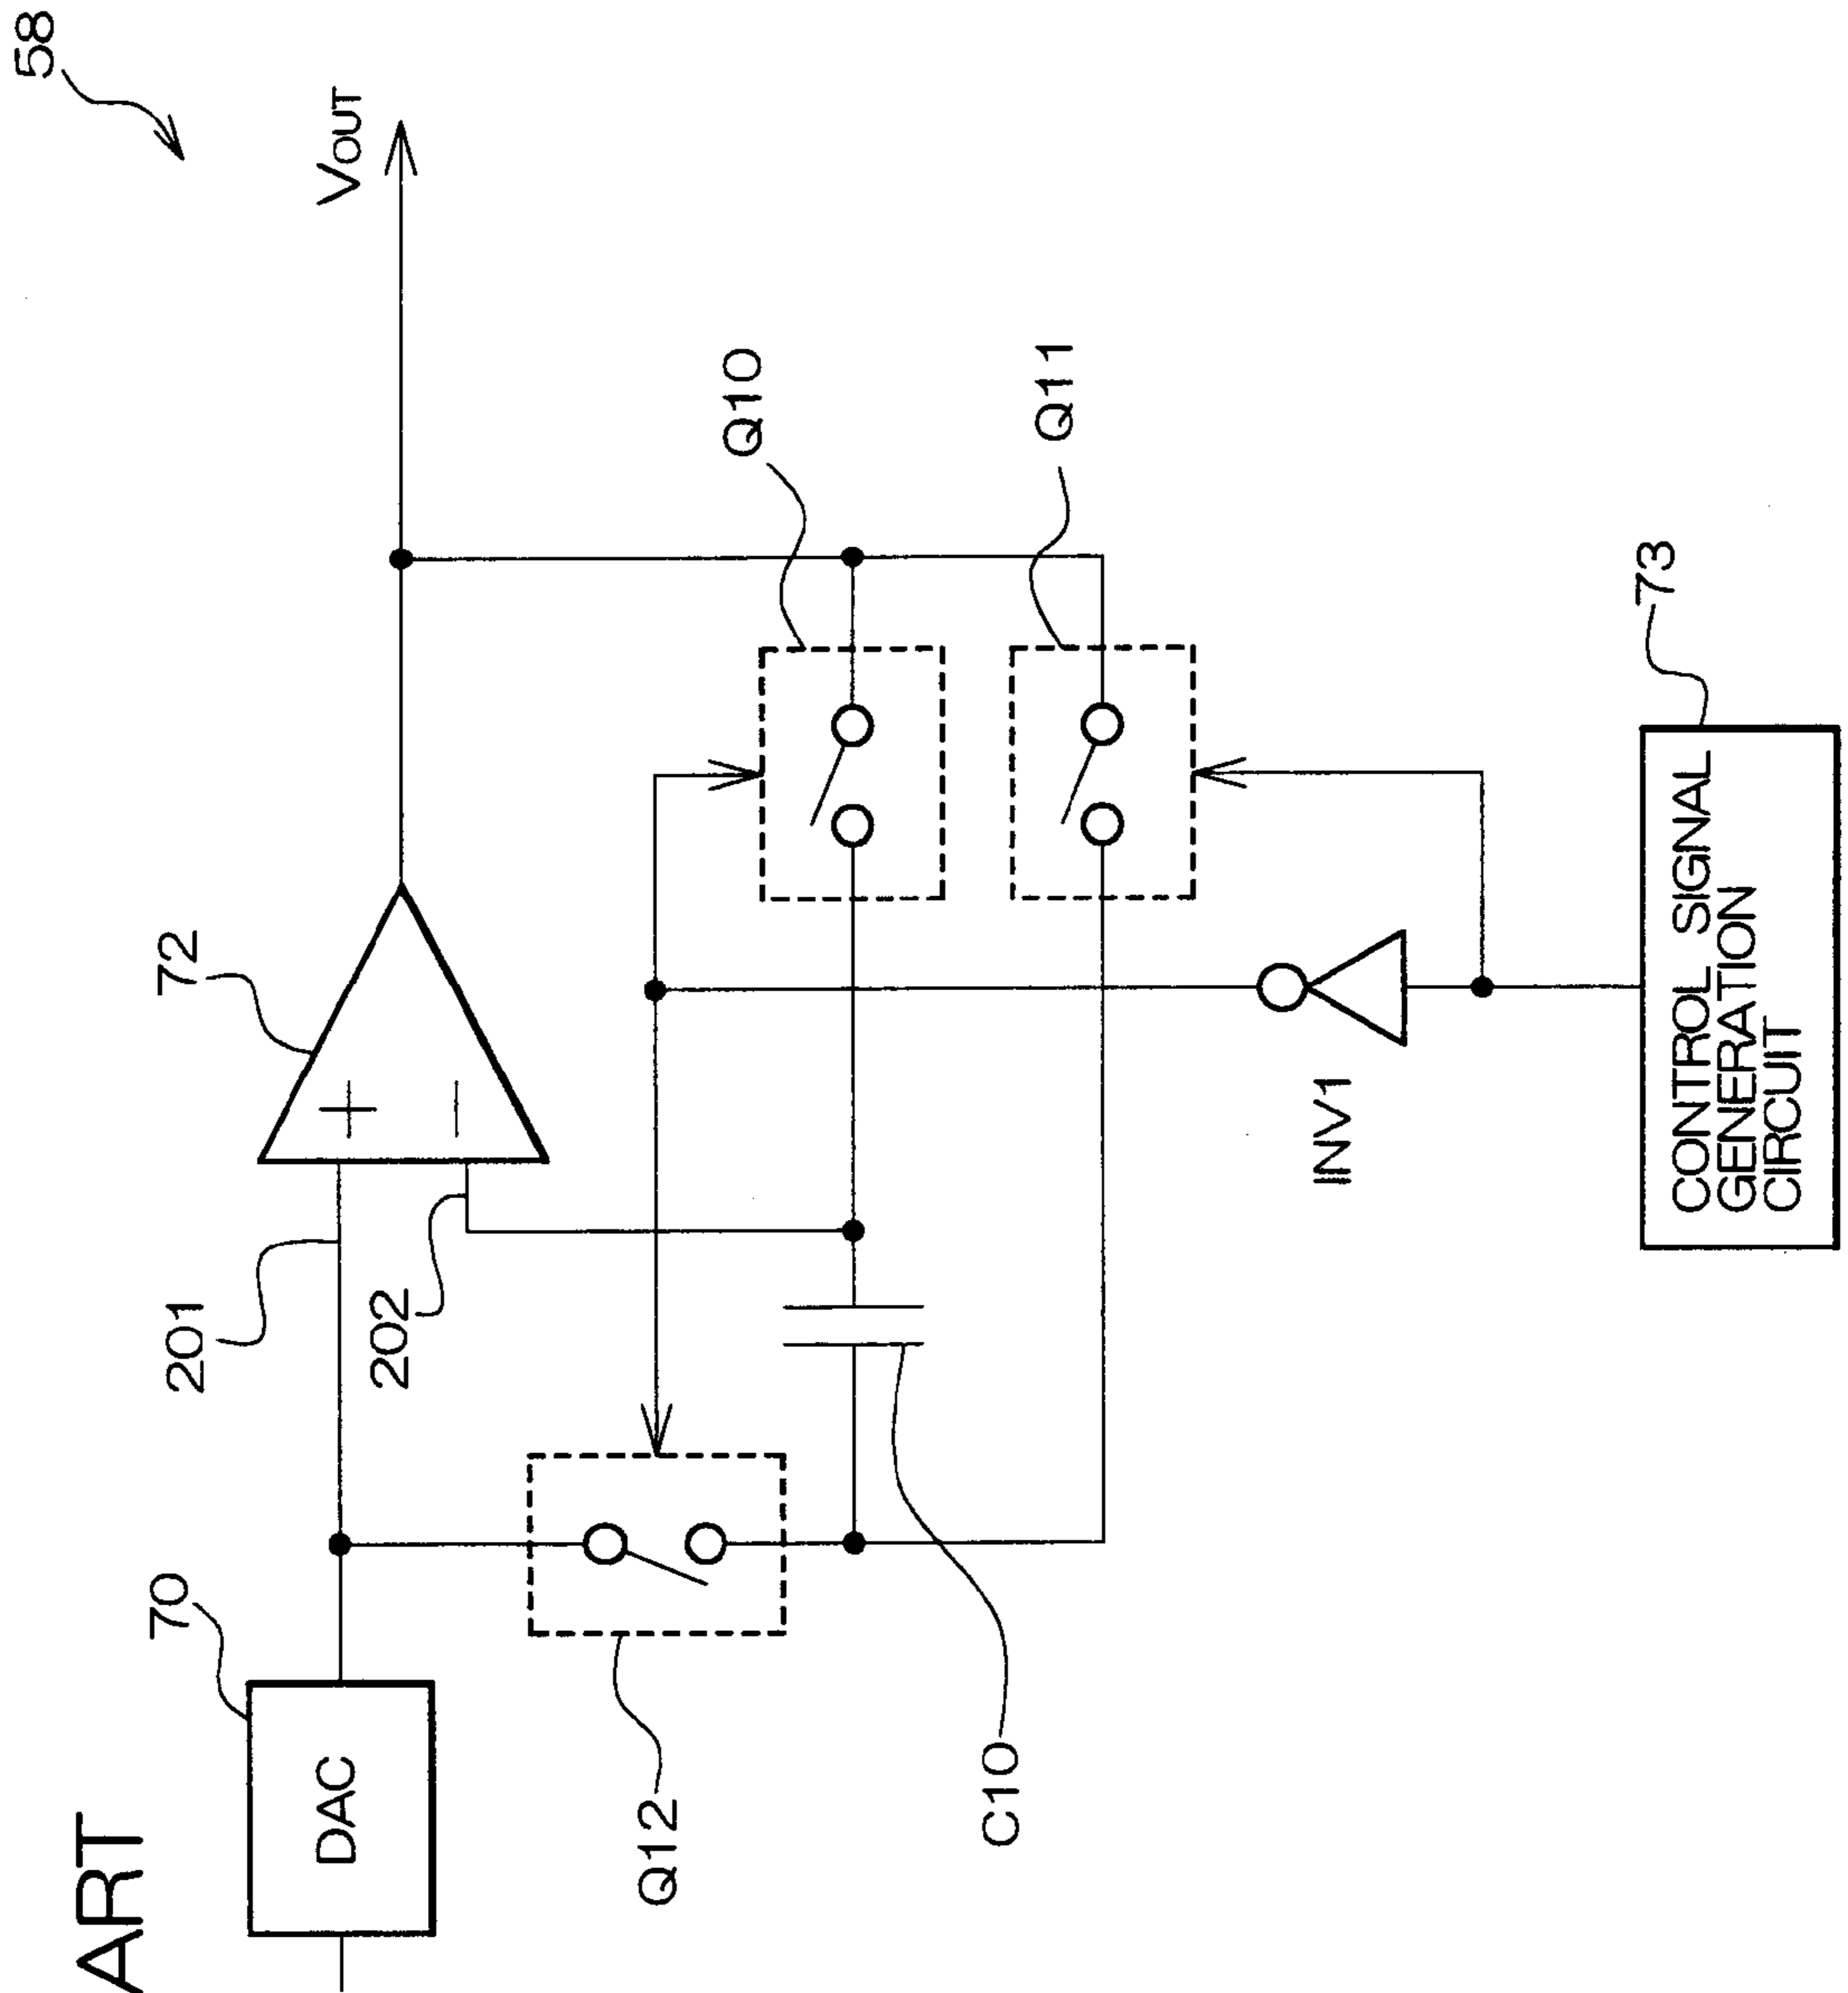 ART
58
70
DAC
201
202
72
+
−
VOUT
Q12
C10
Q10
Q11
INV1
73
CONTROL SIGNAL
GENERATION
CIRCUIT